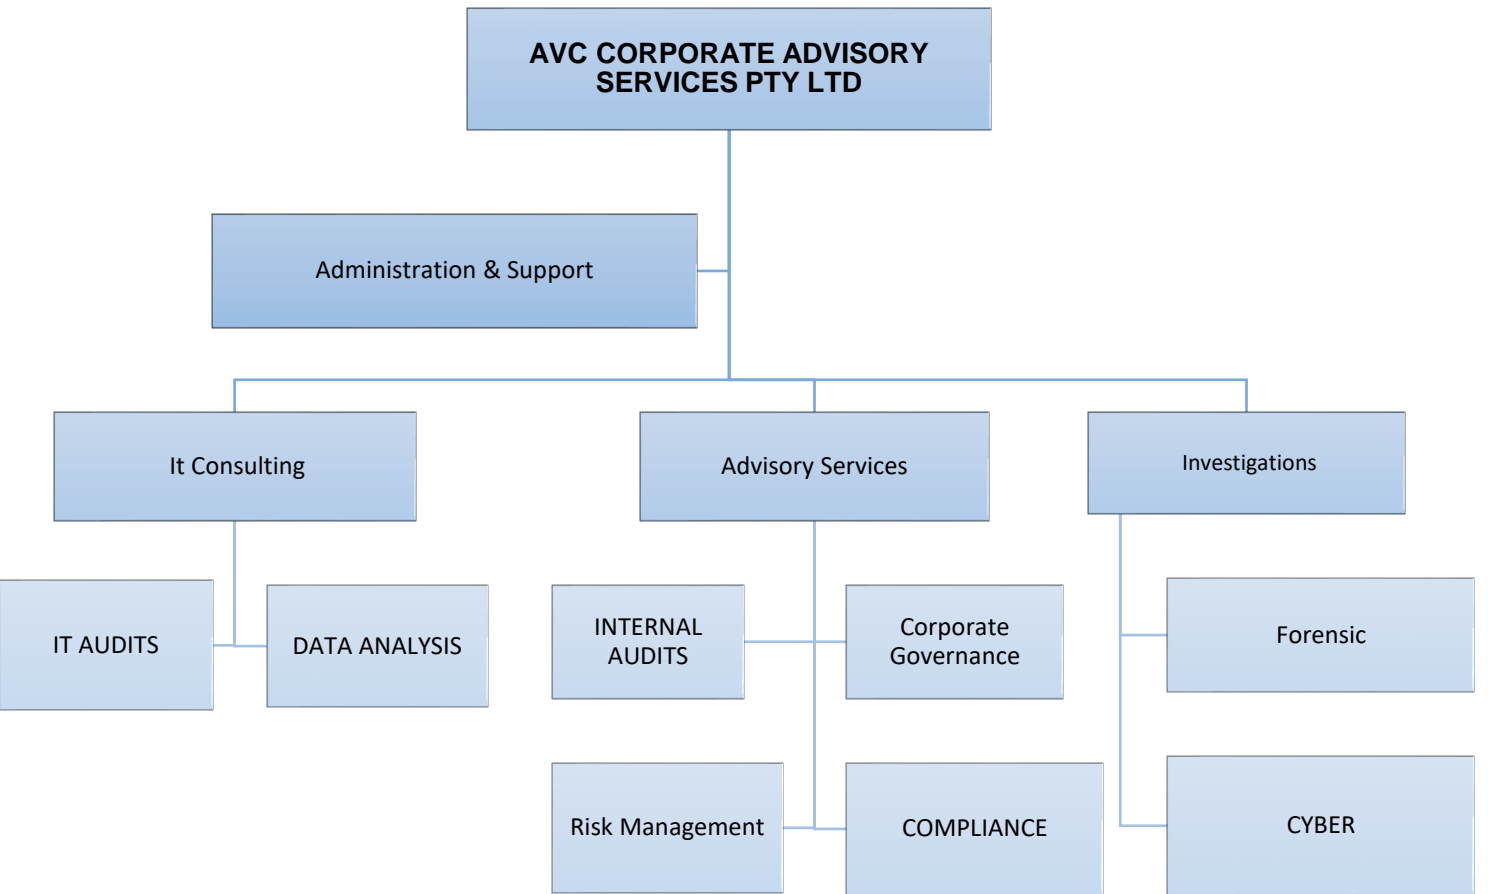 AVC CORPORATE ADVISORY
SERVICES PTY LTD
Administration & Support
It Consulting
Advisory Services
Investigations
IT AUDITS
DATA ANALYSIS
INTERNAL
AUDITS
Corporate
Governance
Forensic
Risk Management
COMPLIANCE
CYBER